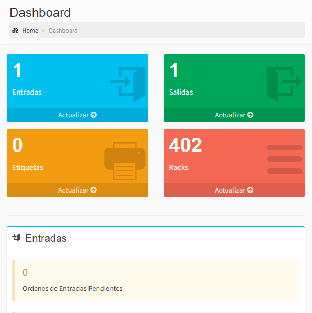 Dashboard
Home > Dashboard
1
Entradas
Actualizar
1
Salidas
Actualizar
0
Etiquetas
Actualizar
402
Racks
Actualizar
Entradas
0
Ordenes de Entradas Pendientes